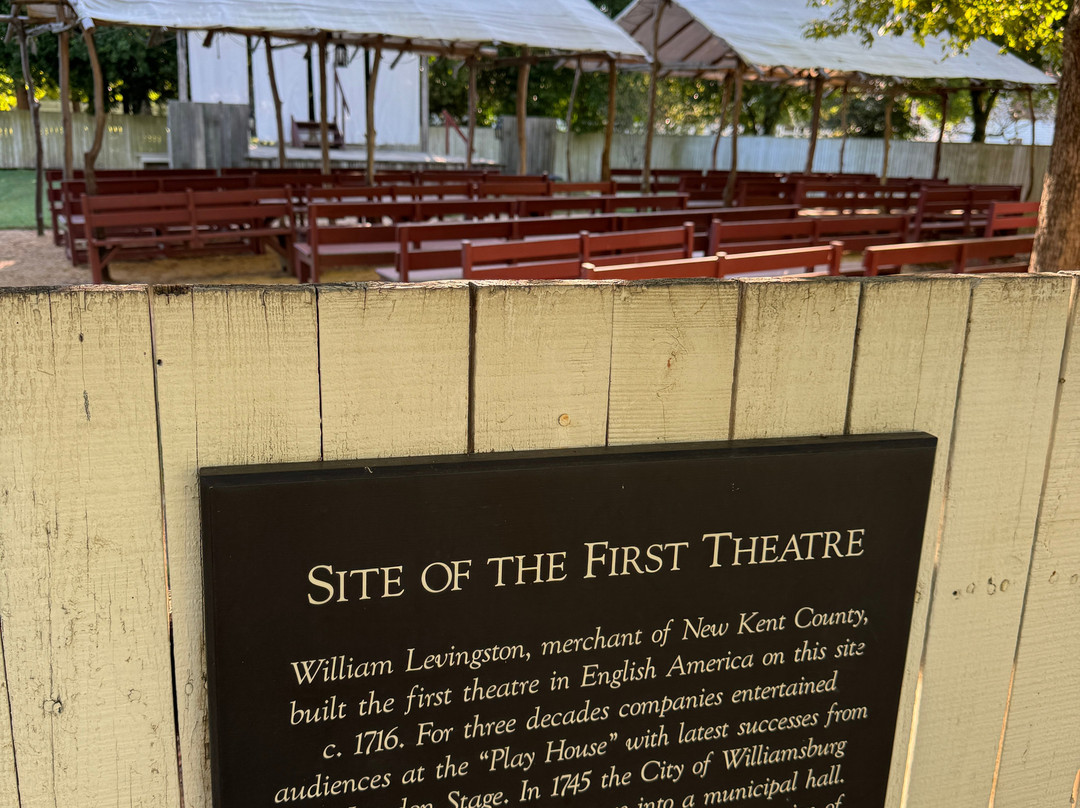 SITE OF THE FIRST THEATRE
William Levingston, merchant of New Kent County,
built the first theatre in English America on this site
c. 1716. For three decades companies entertained
audiences at the “Play House” with latest successes from
Stage. In 1745 the City of Williamsburg
into a municipal hall.
of